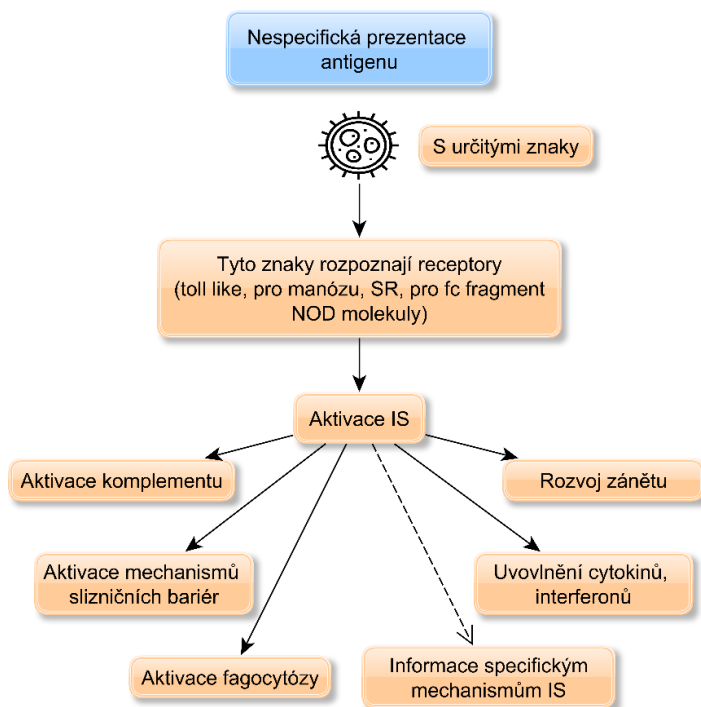 Nespecifická prezentace
antigenu
S určitými znaky
Tyto znaky rozpoznají receptory
(toll like, pro manózu, SR, pro fc fragment
NOD molekuly)
Aktivace IS
Aktivace komplementu
Rozvoj zánětu
Aktivace mechanismů
slizničních bariér
Uvovlnění cytokinů,
interferonů
Aktivace fagocytózy
Informace specifickým
mechanismům IS